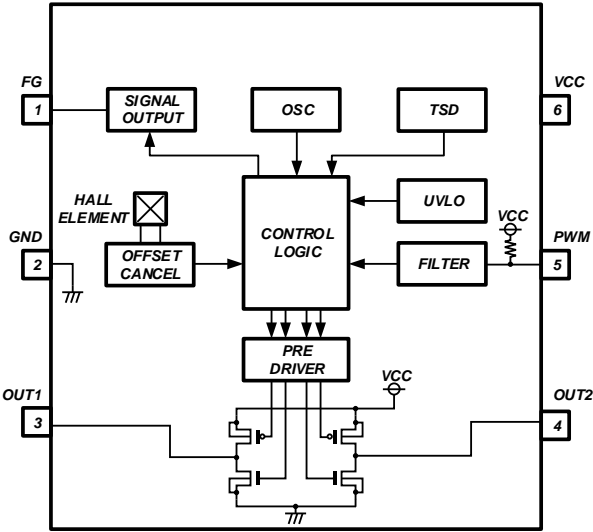 FG
1
SIGNAL
OUTPUT
OSC
TSD
VCC
6
HALL
ELEMENT
UVLO
VCC
GND
2
OFFSET
CANCEL
CONTROL
LOGIC
FILTER
PWM
5
PRE
DRIVER
VCC
OUT1
3
OUT2
4